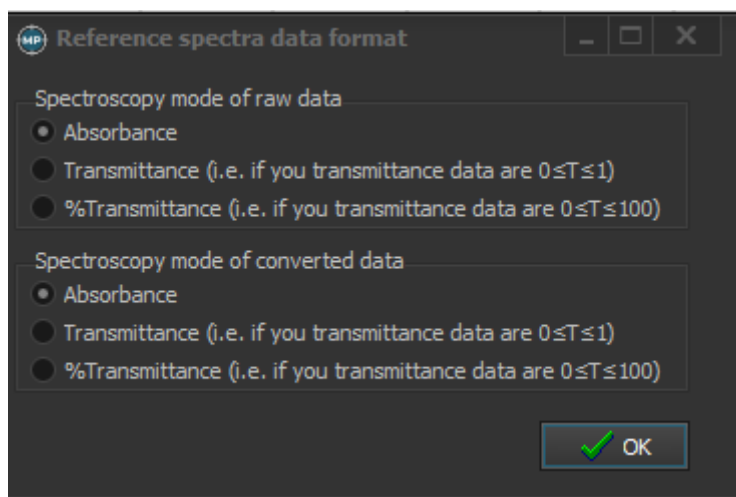 MP Reference spectra data format
Spectroscopy mode of raw data
Absorbance
Transmittance (i.e. if you transmittance data are 0≤T≤1)
%Transmittance (i.e. if you transmittance data are 0≤T≤100)
Spectroscopy mode of converted data
Absorbance
Transmittance (i.e. if you transmittance data are 0≤T≤1)
%Transmittance (i.e. if you transmittance data are 0≤T≤100)
OK